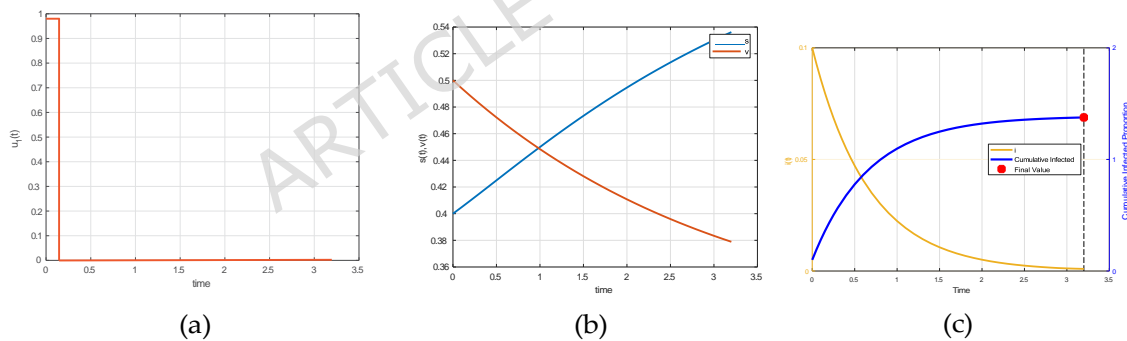 1
0.9
0.8
0.7
0.6
0.5
0.4
0.3
0.2
0.1
0
u_i(t)
0 0.5 1 1.5 2 2.5 3 3.5
time
(a)
ARTICLE
0.54
0.52
0.5
0.48
0.46
0.44
0.42
0.4
0.38
0.36
s(t),v(t)
s
v
0 0.5 1 1.5 2 2.5 3 3.5
time
(b)
0.1
0.05
0
i(t)
i
Cumulative Infected
Final Value
2
1
0
Cumulative Infected Proportion
0 0.5 1 1.5 2 2.5 3 3.5
Time
(c)